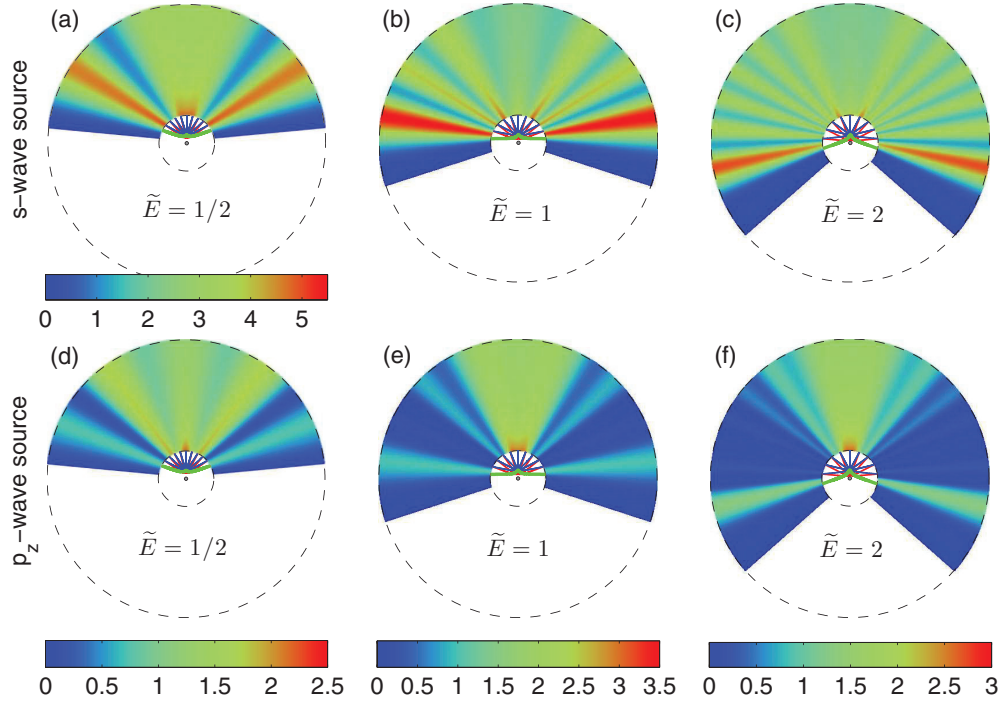 (a) (b) (c)
s-wave source
Ẽ = 1/2 Ẽ = 1 Ẽ = 2
0 1 2 3 4 5
(d) (e) (f)
p_z-wave source
Ẽ = 1/2 Ẽ = 1 Ẽ = 2
0 0.5 1 1.5 2 2.5 0 0.5 1 1.5 2 2.5 3 3.5 0 0.5 1 1.5 2 2.5 3